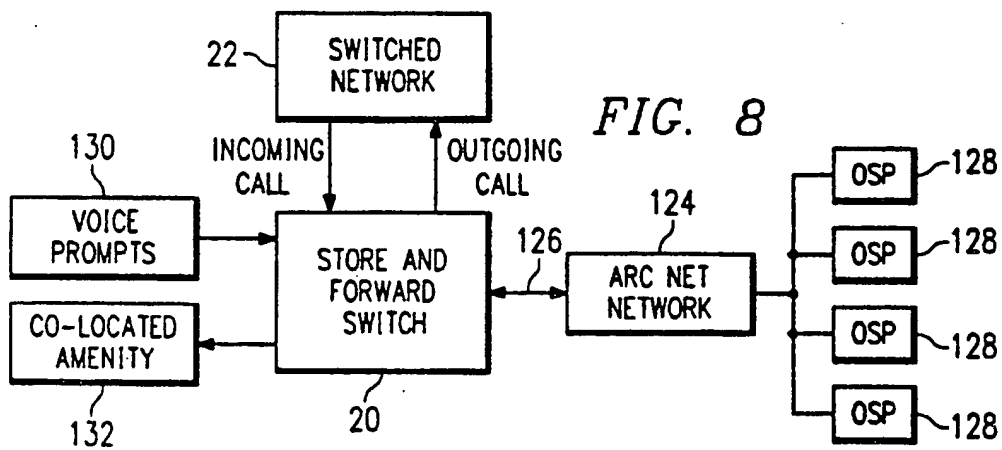 22
SWITCHED
NETWORK
FIG. 8
INCOMING
CALL
OUTGOING
CALL
130
VOICE
PROMPTS
STORE AND
FORWARD
SWITCH
20
126
124
ARC NET
NETWORK
OSP
128
OSP
128
OSP
128
OSP
128
CO-LOCATED
AMENITY
132